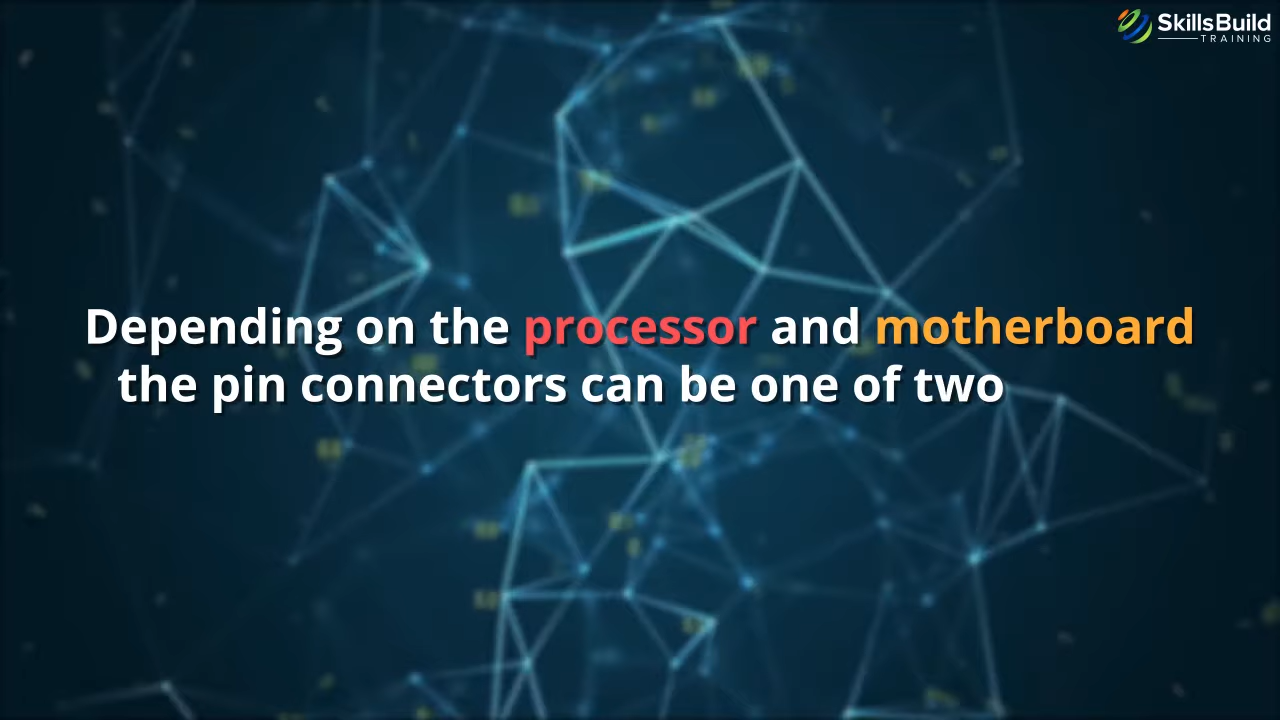 SkillsBuild
TRAINING
Depending on the processor and motherboard
the pin connectors can be one of two